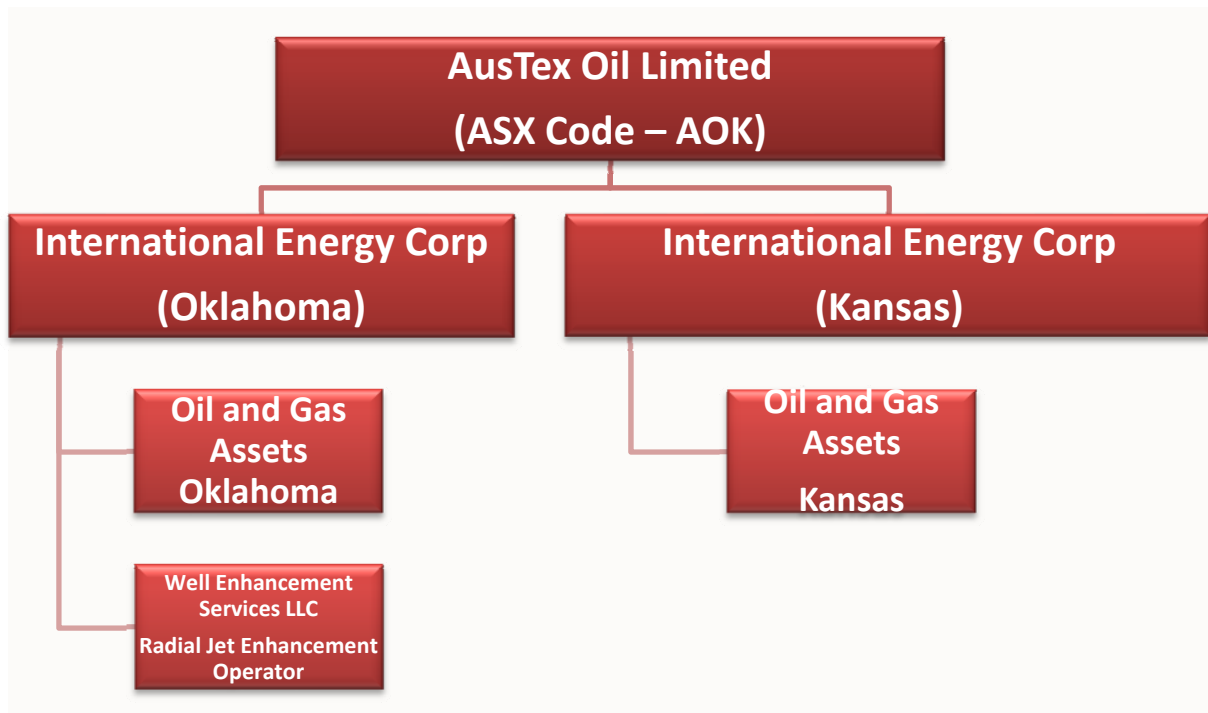 AusTex Oil Limited
(ASX Code – AOK)
International Energy Corp
(Oklahoma)
International Energy Corp
(Kansas)
Oil and Gas
Assets
Oklahoma
Oil and Gas
Assets
Kansas
Well Enhancement
Services LLC
Radial Jet Enhancement
Operator